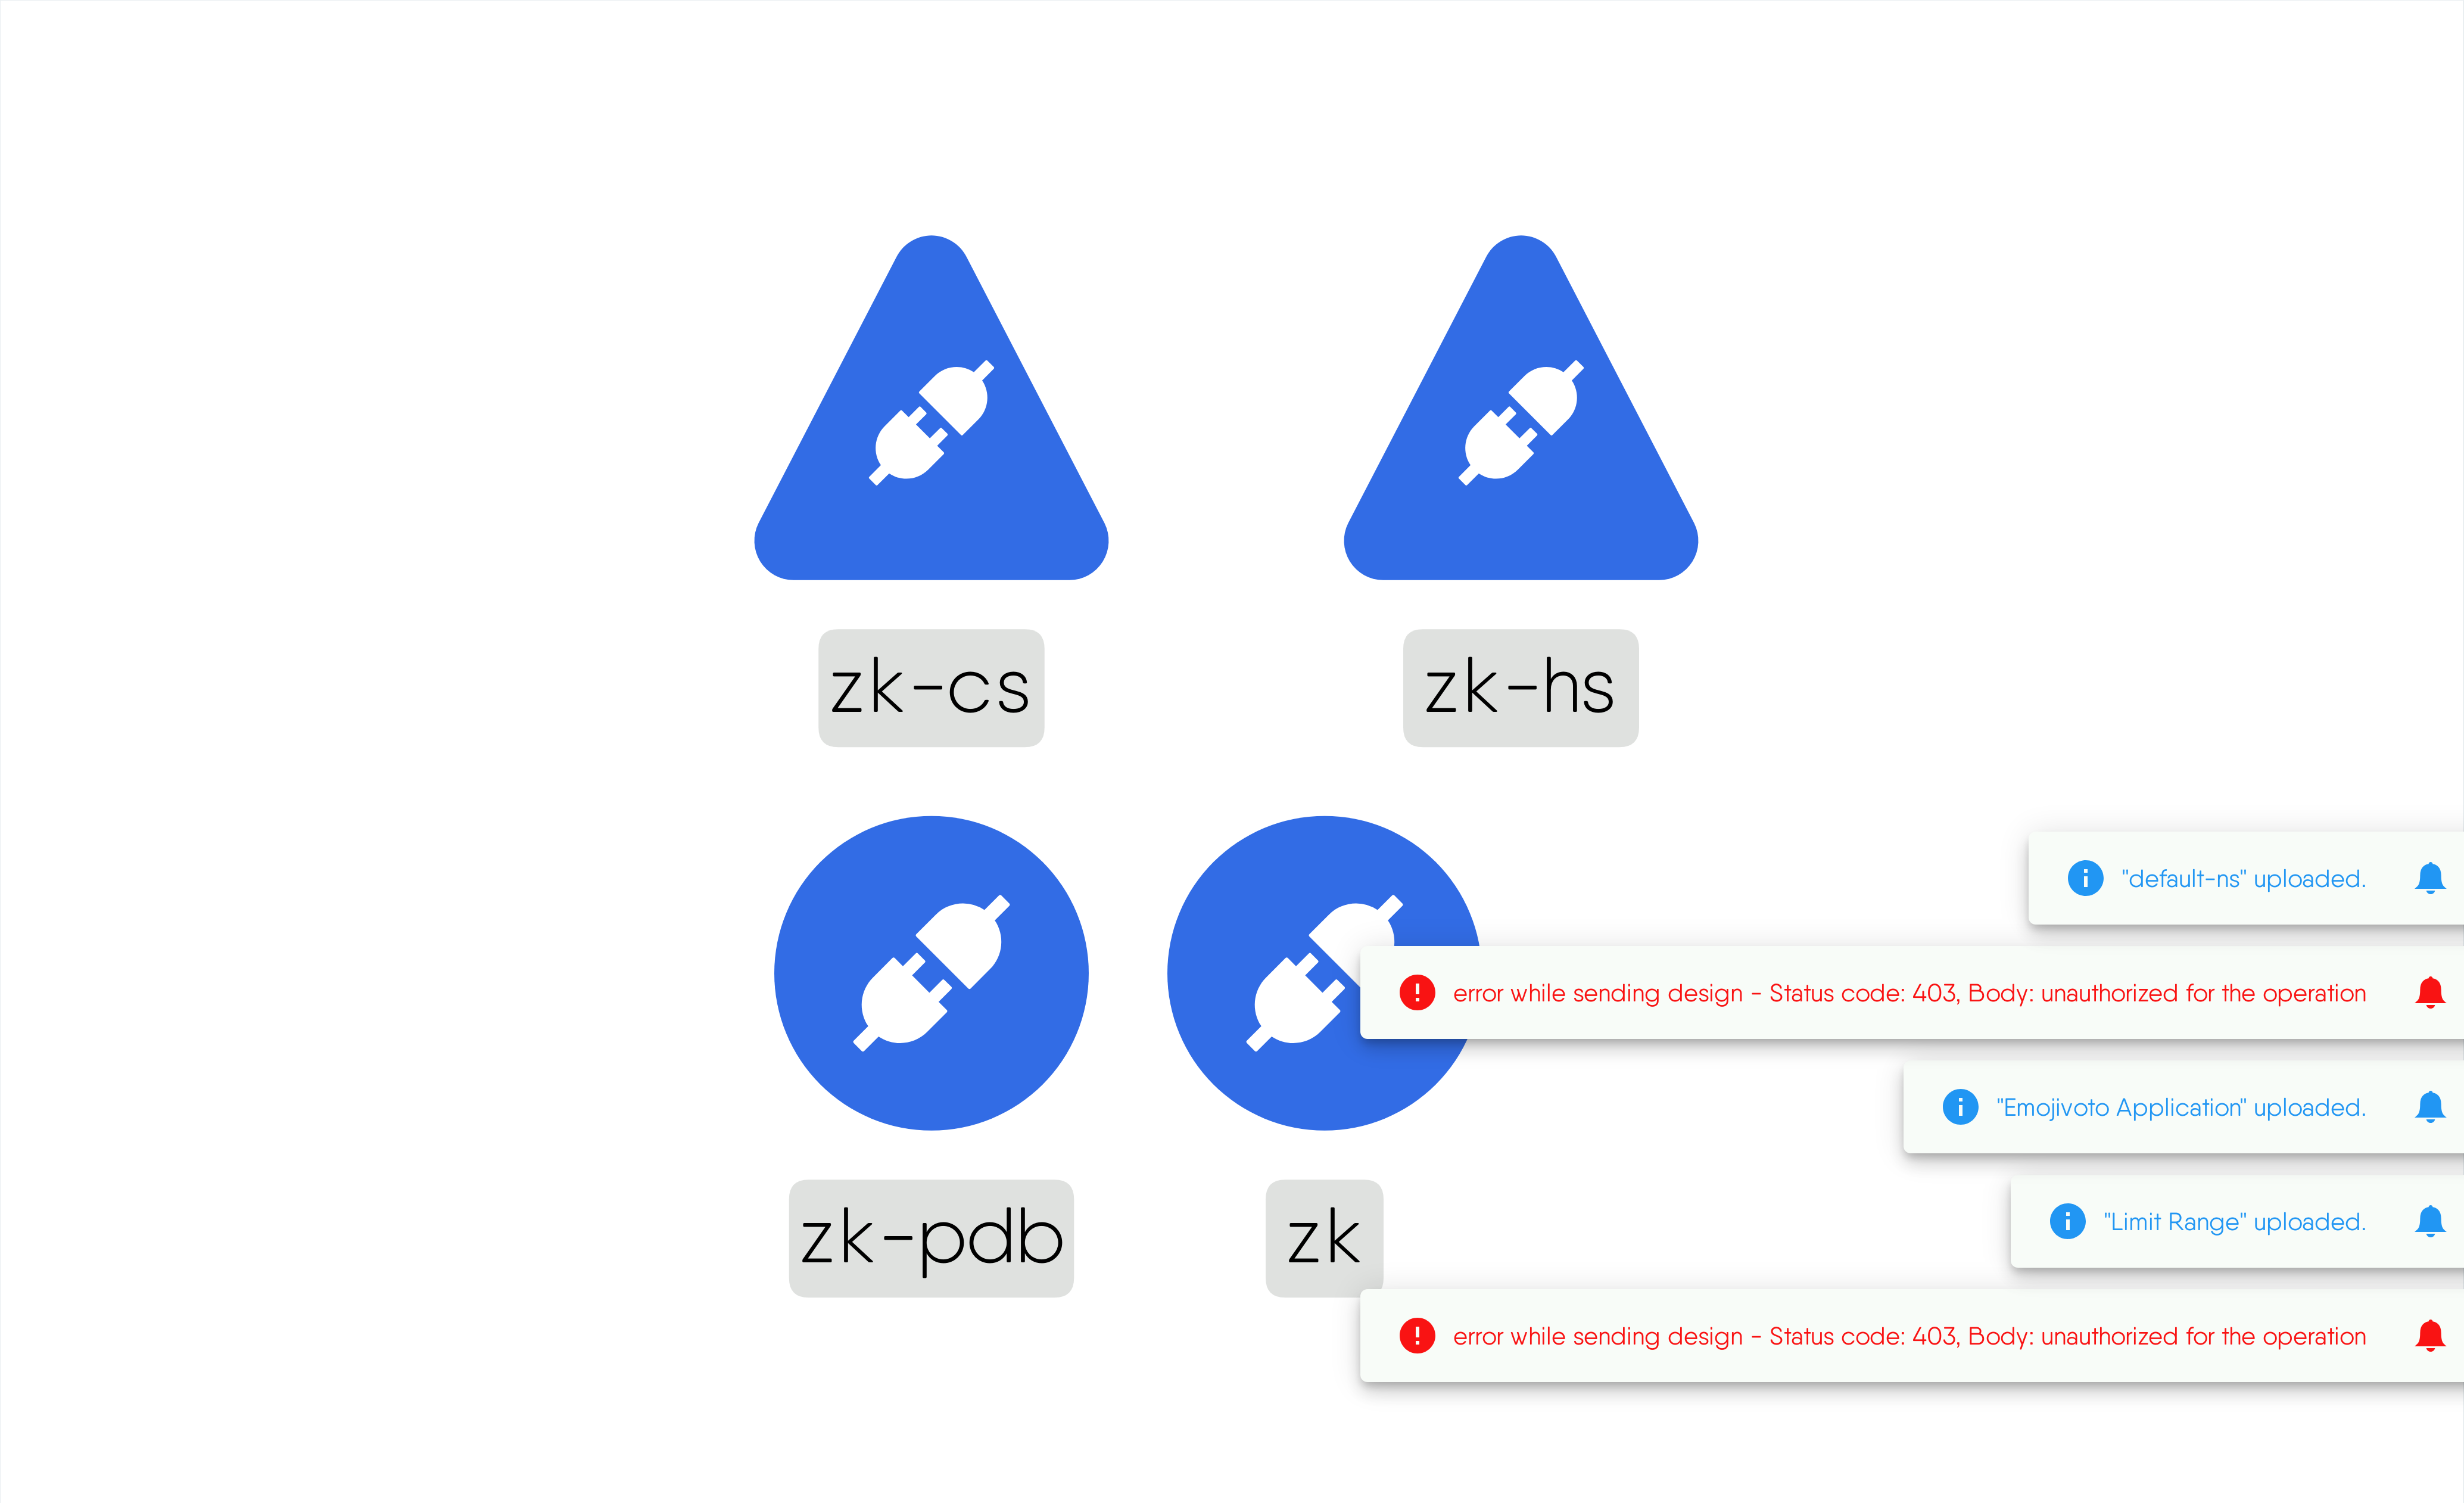 zk-cs
zk-hs
zk-pdb
zk
"default-ns" uploaded.
error while sending design - Status code: 403, Body: unauthorized for the operation
"Emojivoto Application" uploaded.
"Limit Range" uploaded.
error while sending design - Status code: 403, Body: unauthorized for the operation